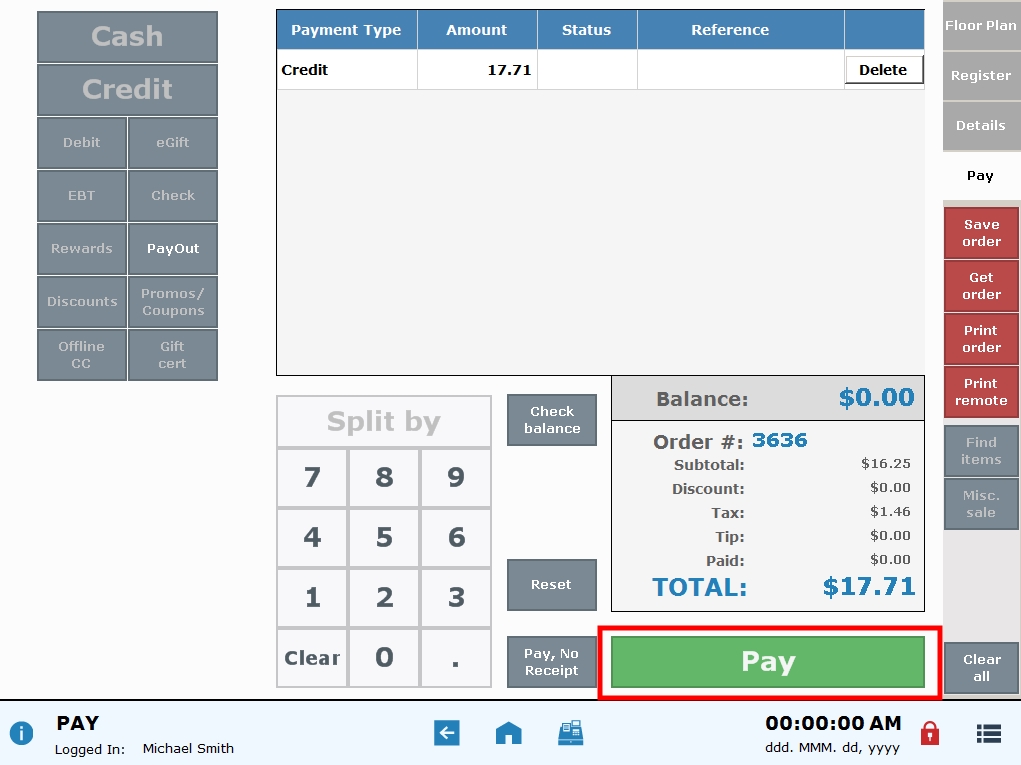 Cash
Credit
Debit
eGift
EBT
Check
Rewards
PayOut
Discounts
Promos/
Coupons
Offline
CC
Gift
cert
Payment Type
Amount
Status
Reference
Credit
17.71
Delete
Split by
7
8
9
4
5
6
1
2
3
Clear
0
.
Check
balance
Reset
Pay, No
Receipt
Balance:
$0.00
Order #: 3636
Subtotal: $16.25
Discount: $0.00
Tax: $1.46
Tip: $0.00
Paid: $0.00
TOTAL: $17.71
Pay
Floor Plan
Register
Details
Pay
Save
order
Get
order
Print
order
Print
remote
Find
items
Misc.
sale
Clear
all
i
PAY
Logged In: Michael Smith
00:00:00 AM
ddd. MMM. dd, yyyy